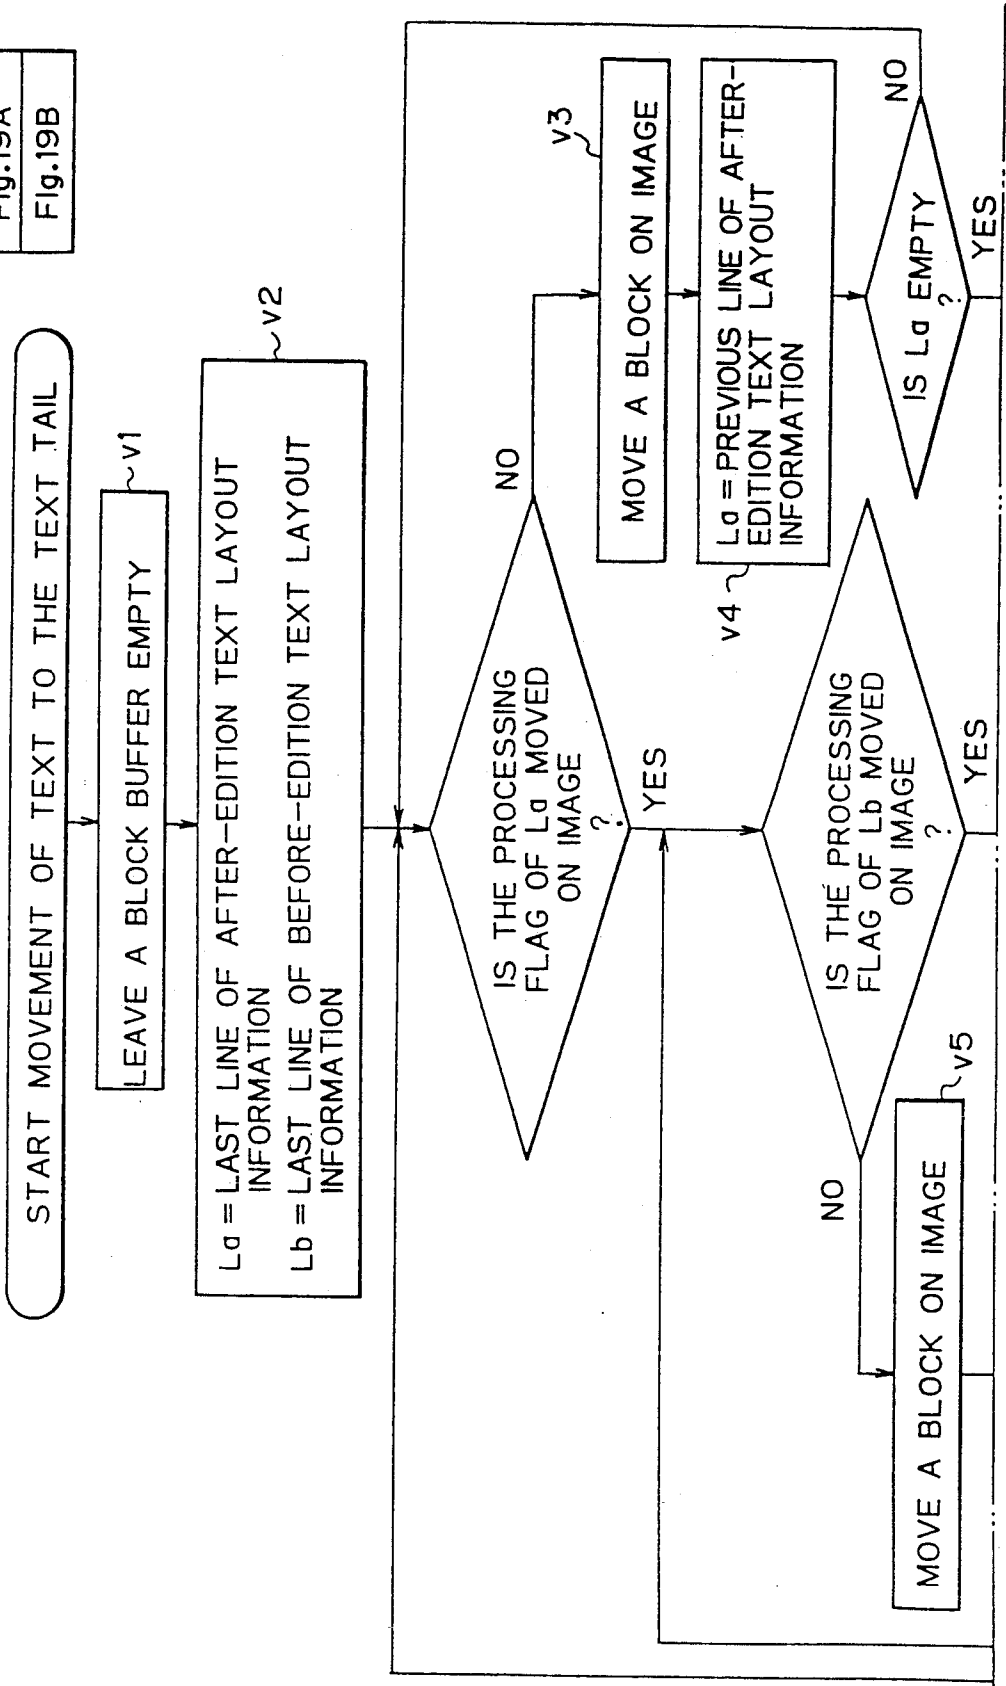 Fig.19A
Fig.19B
START MOVEMENT OF TEXT TO THE TEXT TAIL
LEAVE A BLOCK BUFFER EMPTY
v1
La = LAST LINE OF AFTER-EDITION TEXT LAYOUT
INFORMATION
Lb = LAST LINE OF BEFORE-EDITION TEXT LAYOUT
INFORMATION
v2
IS THE PROCESSING
FLAG OF La MOVED
ON IMAGE
?
NO
YES
MOVE A BLOCK ON IMAGE
v3
La = PREVIOUS LINE OF AFTER-
EDITION TEXT LAYOUT
INFORMATION
v4
IS La EMPTY
?
NO
YES
IS THE PROCESSING
FLAG OF Lb MOVED
ON IMAGE
?
NO
YES
MOVE A BLOCK ON IMAGE
v5